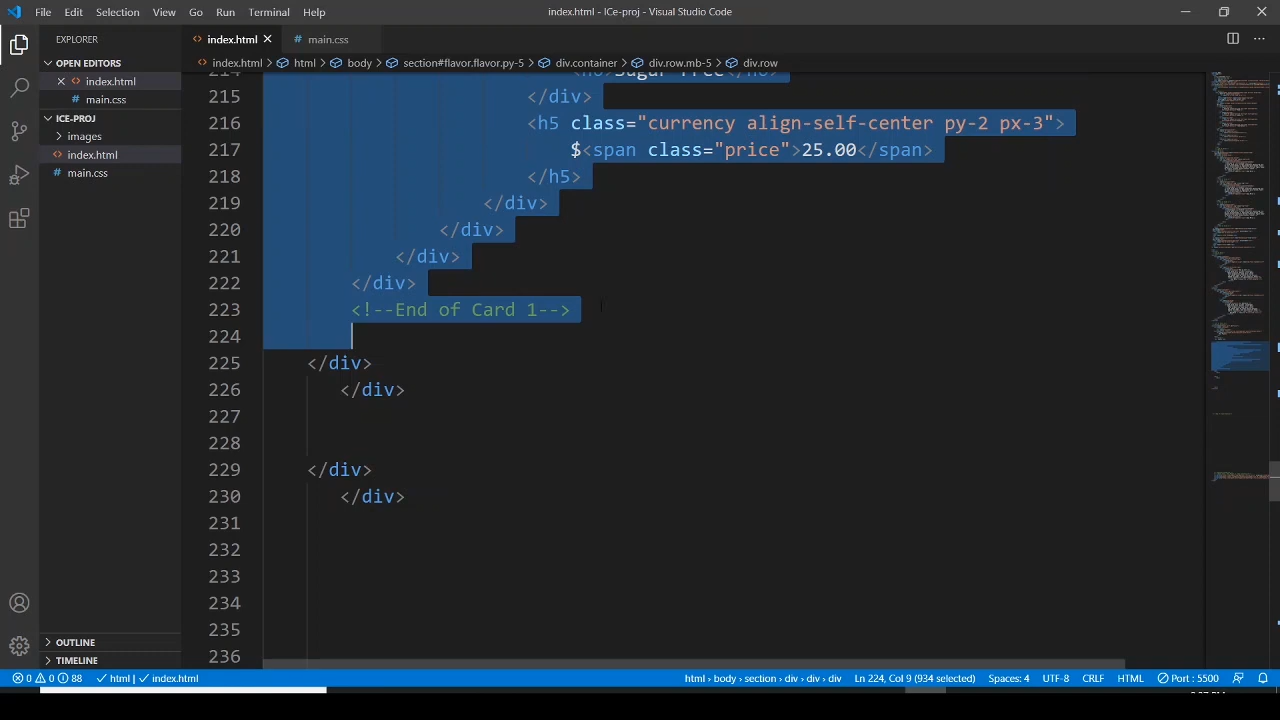 File Edit Selection View Go Run Terminal Help
index.html - ICe-proj - Visual Studio Code
EXPLORER
OPEN EDITORS
index.html
main.css
ICE-PROJ
images
index.html
main.css
OUTLINE
TIMELINE
index.html
main.css
index.html > html > body > section#flavor.flavor.py-5 > div.container > div.row.mb-5 > div.row
214 <h6>Sugar Free</h6>
215 </div>
216 <h5 class="currency align-self-center py-2 px-3">
217 $<span class="price">25.00</span>
218 </h5>
219 </div>
220 </div>
221 </div>
222 </div>
223 <!--End of Card 1-->
224
225 </div>
226 </div>
227
228
229 </div>
230 </div>
231
232
233
234
235
236
0 0 88 html | index.html
html > body > section > div > div > div Ln 224, Col 9 (934 selected) Spaces: 4 UTF-8 CRLF HTML Port : 5500